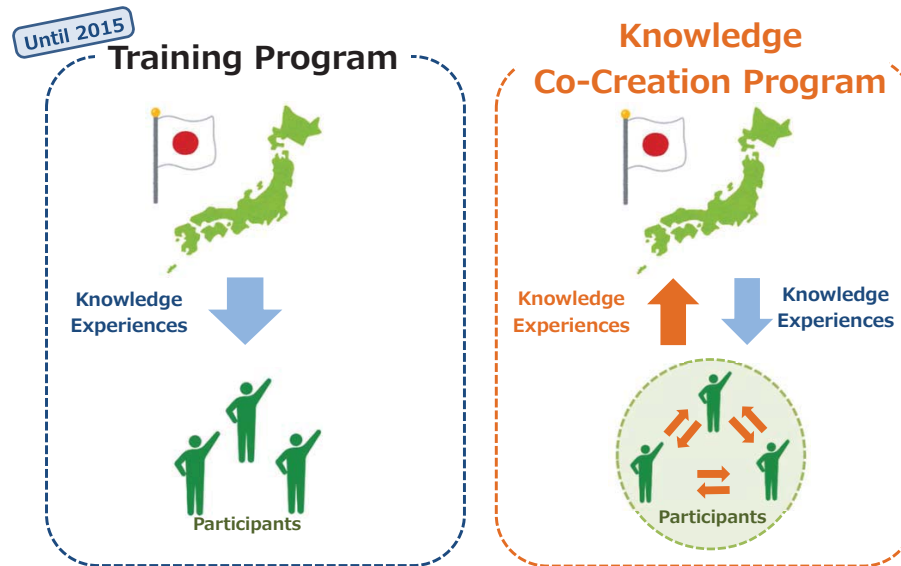 Until 2015
Training Program
Knowledge
Experiences
Participants
Knowledge
Co-Creation Program
Knowledge
Experiences
Knowledge
Experiences
Participants